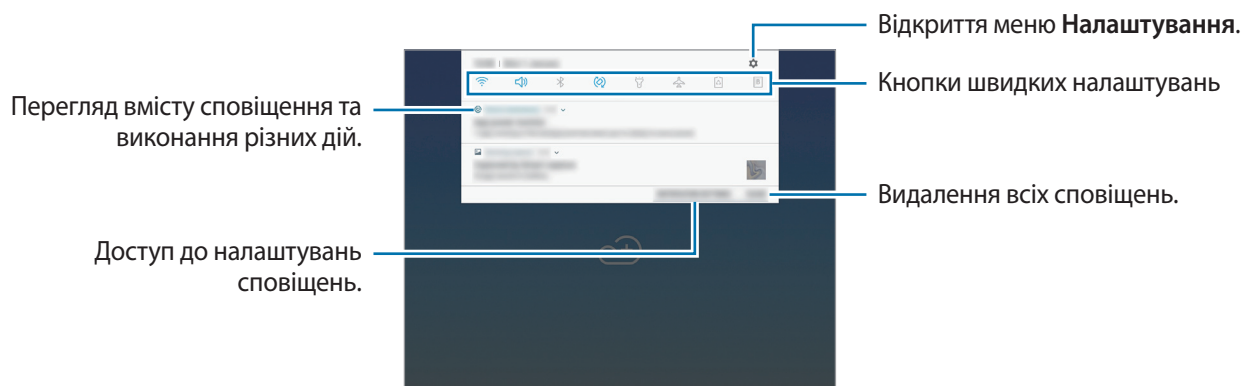 Відкриття меню Налаштування.
Кнопки швидких налаштувань
Перегляд вмісту сповіщення та
виконання різних дій.
Видалення всіх сповіщень.
Доступ до налаштувань
сповіщень.